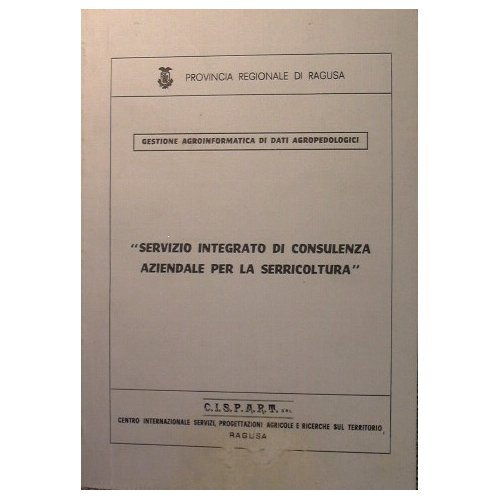 PROVINCIA REGIONALE DI RAGUSA
GESTIONE AGROINFORMATICA DI DATI AGROPEDOLOGICI
"SERVIZIO INTEGRATO DI CONSULENZA
AZIENDALE PER LA SERRICOLTURA"
C.I.S.P.A.R.T. SRL
CENTRO INTERNAZIONALE SERVIZI, PROGETTAZIONI AGRICOLE E RICERCHE SUL TERRITORIO
RAGUSA